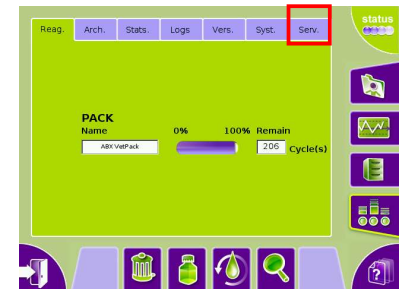 status
Reag. Arch. Stats. Logs Vers. Syst. Serv.
PACK
Name 0% 100% Remain
ABX VetPack 206 Cycle(s)
?